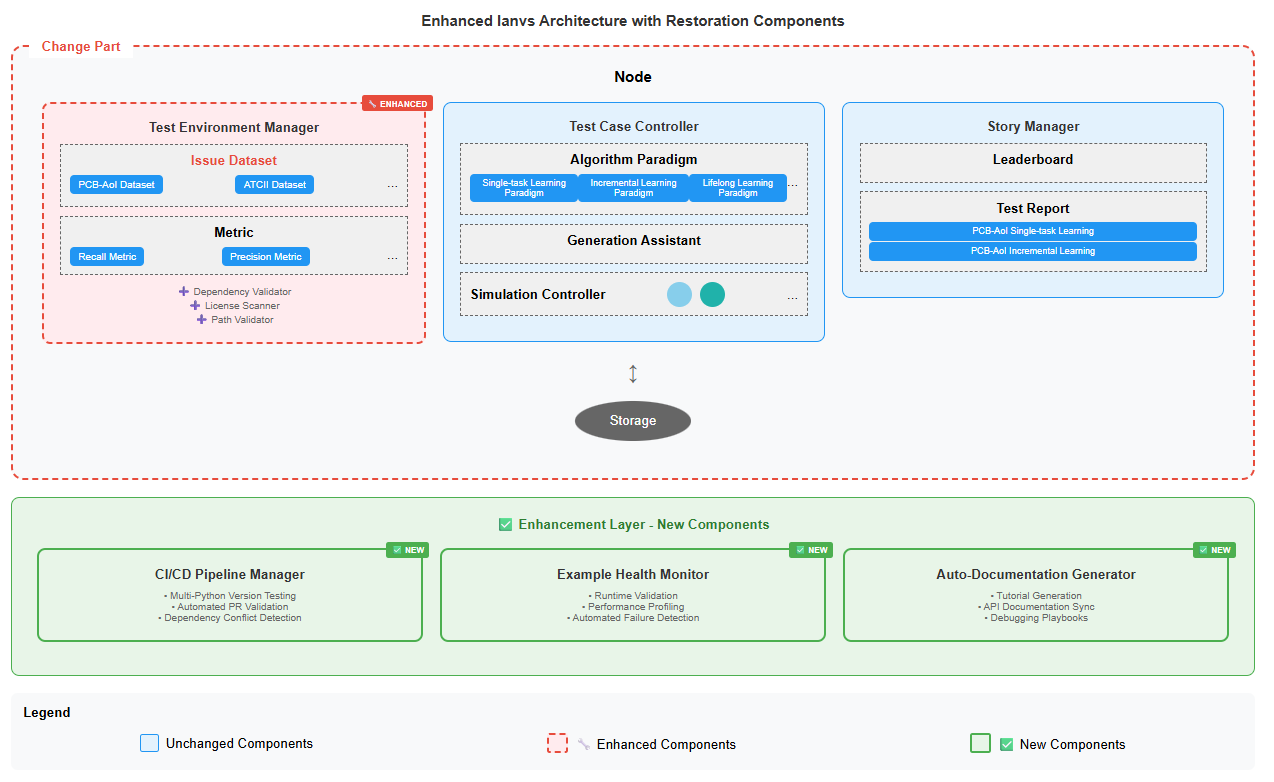 Enhanced Ianvs Architecture with Restoration Components
Change Part
Node
ENHANCED
Test Environment Manager
Issue Dataset
PCB-AoI Dataset
ATCII Dataset
...
Metric
Recall Metric
Precision Metric
...
Dependency Validator
License Scanner
Path Validator
Test Case Controller
Algorithm Paradigm
Single-task Learning
Paradigm
Incremental Learning
Paradigm
Lifelong Learning
Paradigm
...
Generation Assistant
Simulation Controller
...
Story Manager
Leaderboard
Test Report
PCB-AoI Single-task Learning
PCB-AoI Incremental Learning
Storage
Enhancement Layer - New Components
NEW
CI/CD Pipeline Manager
• Multi-Python Version Testing
• Automated PR Validation
• Dependency Conflict Detection
NEW
Example Health Monitor
• Runtime Validation
• Performance Profiling
• Automated Failure Detection
NEW
Auto-Documentation Generator
• Tutorial Generation
• API Documentation Sync
• Debugging Playbooks
Legend
Unchanged Components
Enhanced Components
New Components